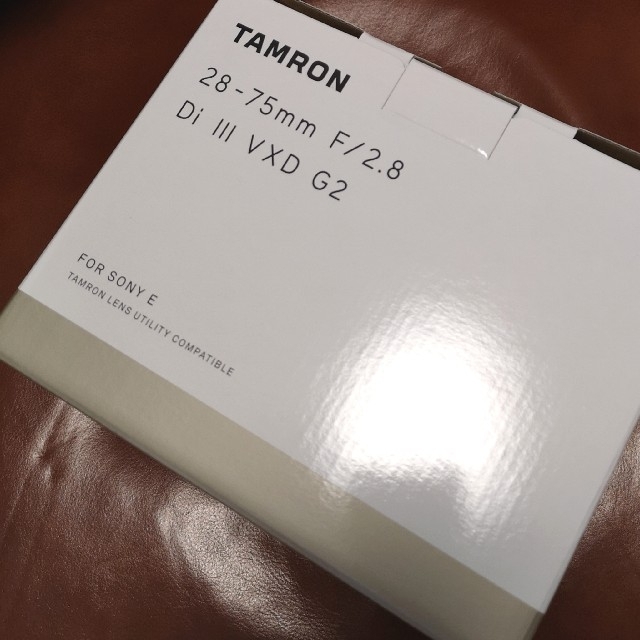 TAMRON
28-75mm F/2.8
Di III VXD G2
FOR SONY E
TAMRON LENS UTILITY COMPATIBLE